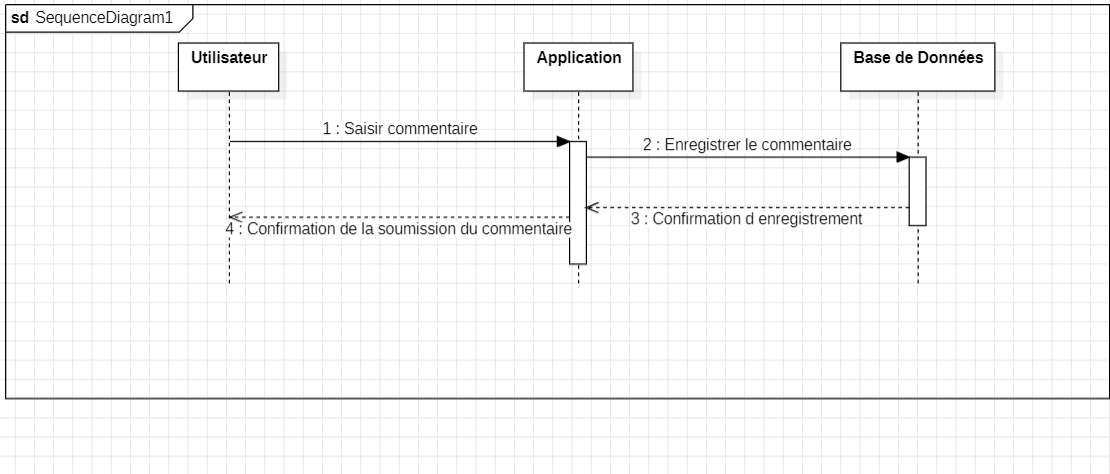 sd SequenceDiagram1
Utilisateur
Application
Base de Données
1 : Saisir commentaire
2 : Enregistrer le commentaire
3 : Confirmation d enregistrement
4 : Confirmation de la soumission du commentaire